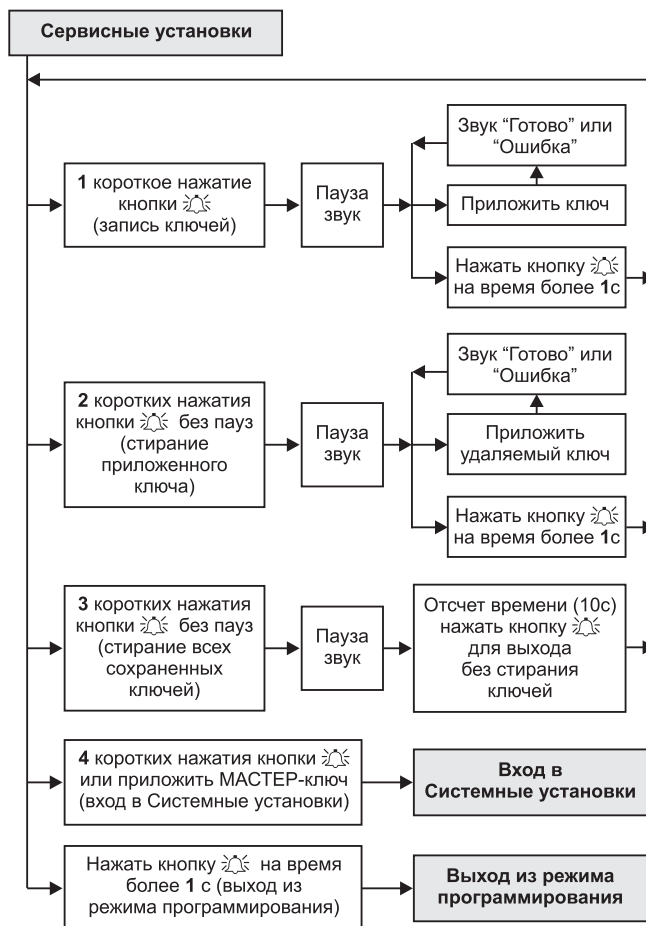 Сервисные установки
1 короткое нажатие
кнопки
(запись ключей)
Пауза
звук
Звук “Готово” или
“Ошибка”
Приложить ключ
Нажать кнопку
на время более 1с
2 коротких нажатия
кнопки без пауз
(стирание
приложенного
ключа)
Пауза
звук
Звук “Готово” или
“Ошибка”
Приложить
удаляемый ключ
Нажать кнопку
на время более 1с
3 коротких нажатия
кнопки без пауз
(стирание всех
сохраненных
ключей)
Пауза
звук
Отсчет времени (10с)
нажать кнопку
для выхода
без стирания
ключей
4 коротких нажатия кнопки
или приложить МАСТЕР-ключ
(вход в Системные установки)
Вход в
Системные установки
Нажать кнопку на время
более 1 с (выход из
режима программирования)
Выход из режима
программирования